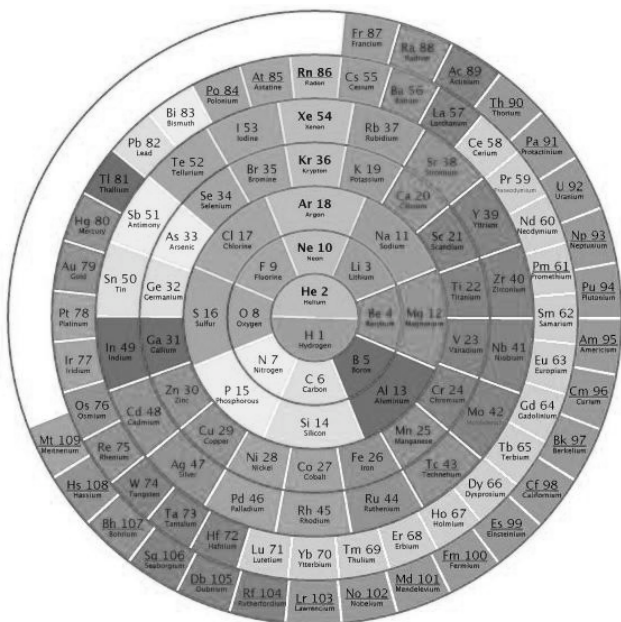 H 1
Hydrogen
He 2
Helium
Li 3
Lithium
Be 4
B 5
Boron
C 6
Carbon
N 7
Nitrogen
O 8
Oxygen
F 9
Fluorine
Ne 10
Neon
Na 11
Sodium
Mg 12
Al 13
Aluminum
Si 14
Silicon
P 15
Phosphorous
S 16
Sulfur
Cl 17
Chlorine
Ar 18
Argon
K 19
Potassium
Ca 20
Sc 21
Scandium
Ti 22
Titanium
V 23
Vanadium
Cr 24
Chromium
Mn 25
Manganese
Fe 26
Iron
Co 27
Cobalt
Ni 28
Nickel
Cu 29
Copper
Zn 30
Zinc
Ga 31
Gallium
Ge 32
Germanium
As 33
Arsenic
Se 34
Selenium
Br 35
Bromine
Kr 36
Krypton
Rb 37
Rubidium
Sr 38
Y 39
Yttrium
Zr 40
Zirconium
Nb 41
Niobium
Mo 42
Tc 43
Technetium
Ru 44
Ruthenium
Rh 45
Rhodium
Pd 46
Palladium
Ag 47
Silver
Cd 48
Cadmium
In 49
Indium
Sn 50
Tin
Sb 51
Antimony
Te 52
Tellurium
I 53
Iodine
Xe 54
Xenon
Cs 55
Cesium
Ba 56
La 57
Lanthanum
Ce 58
Cerium
Pr 59
Nd 60
Neodymium
Pm 61
Promethium
Sm 62
Samarium
Eu 63
Europium
Gd 64
Gadolinium
Tb 65
Terbium
Dy 66
Dysprosium
Ho 67
Holmium
Er 68
Erbium
Tm 69
Thulium
Yb 70
Ytterbium
Lu 71
Lutetium
Hf 72
Hafnium
Ta 73
Tantalum
W 74
Tungsten
Re 75
Rhenium
Os 76
Osmium
Ir 77
Iridium
Pt 78
Platinum
Au 79
Gold
Hg 80
Mercury
Tl 81
Thallium
Pb 82
Lead
Bi 83
Bismuth
Po 84
Polonium
At 85
Astatine
Rn 86
Radon
Fr 87
Francium
Ra 88
Ac 89
Actinium
Th 90
Thorium
Pa 91
Protactinium
U 92
Uranium
Np 93
Neptunium
Pu 94
Plutonium
Am 95
Americium
Cm 96
Curium
Bk 97
Berkelium
Cf 98
Californium
Es 99
Einsteinium
Fm 100
Fermium
Md 101
Mendelevium
No 102
Nobelium
Lr 103
Lawrencium
Rf 104
Rutherfordium
Db 105
Dubnium
Sg 106
Seaborgium
Bh 107
Bohrium
Hs 108
Hassium
Mt 109
Meitnerium